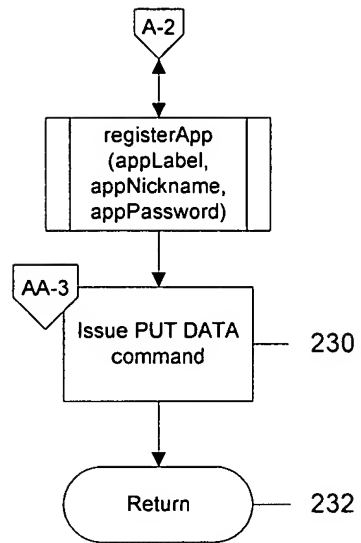 A-2
registerApp
(appLabel,
appNickname,
appPassword)
AA-3
Issue PUT DATA
command
230
Return
232